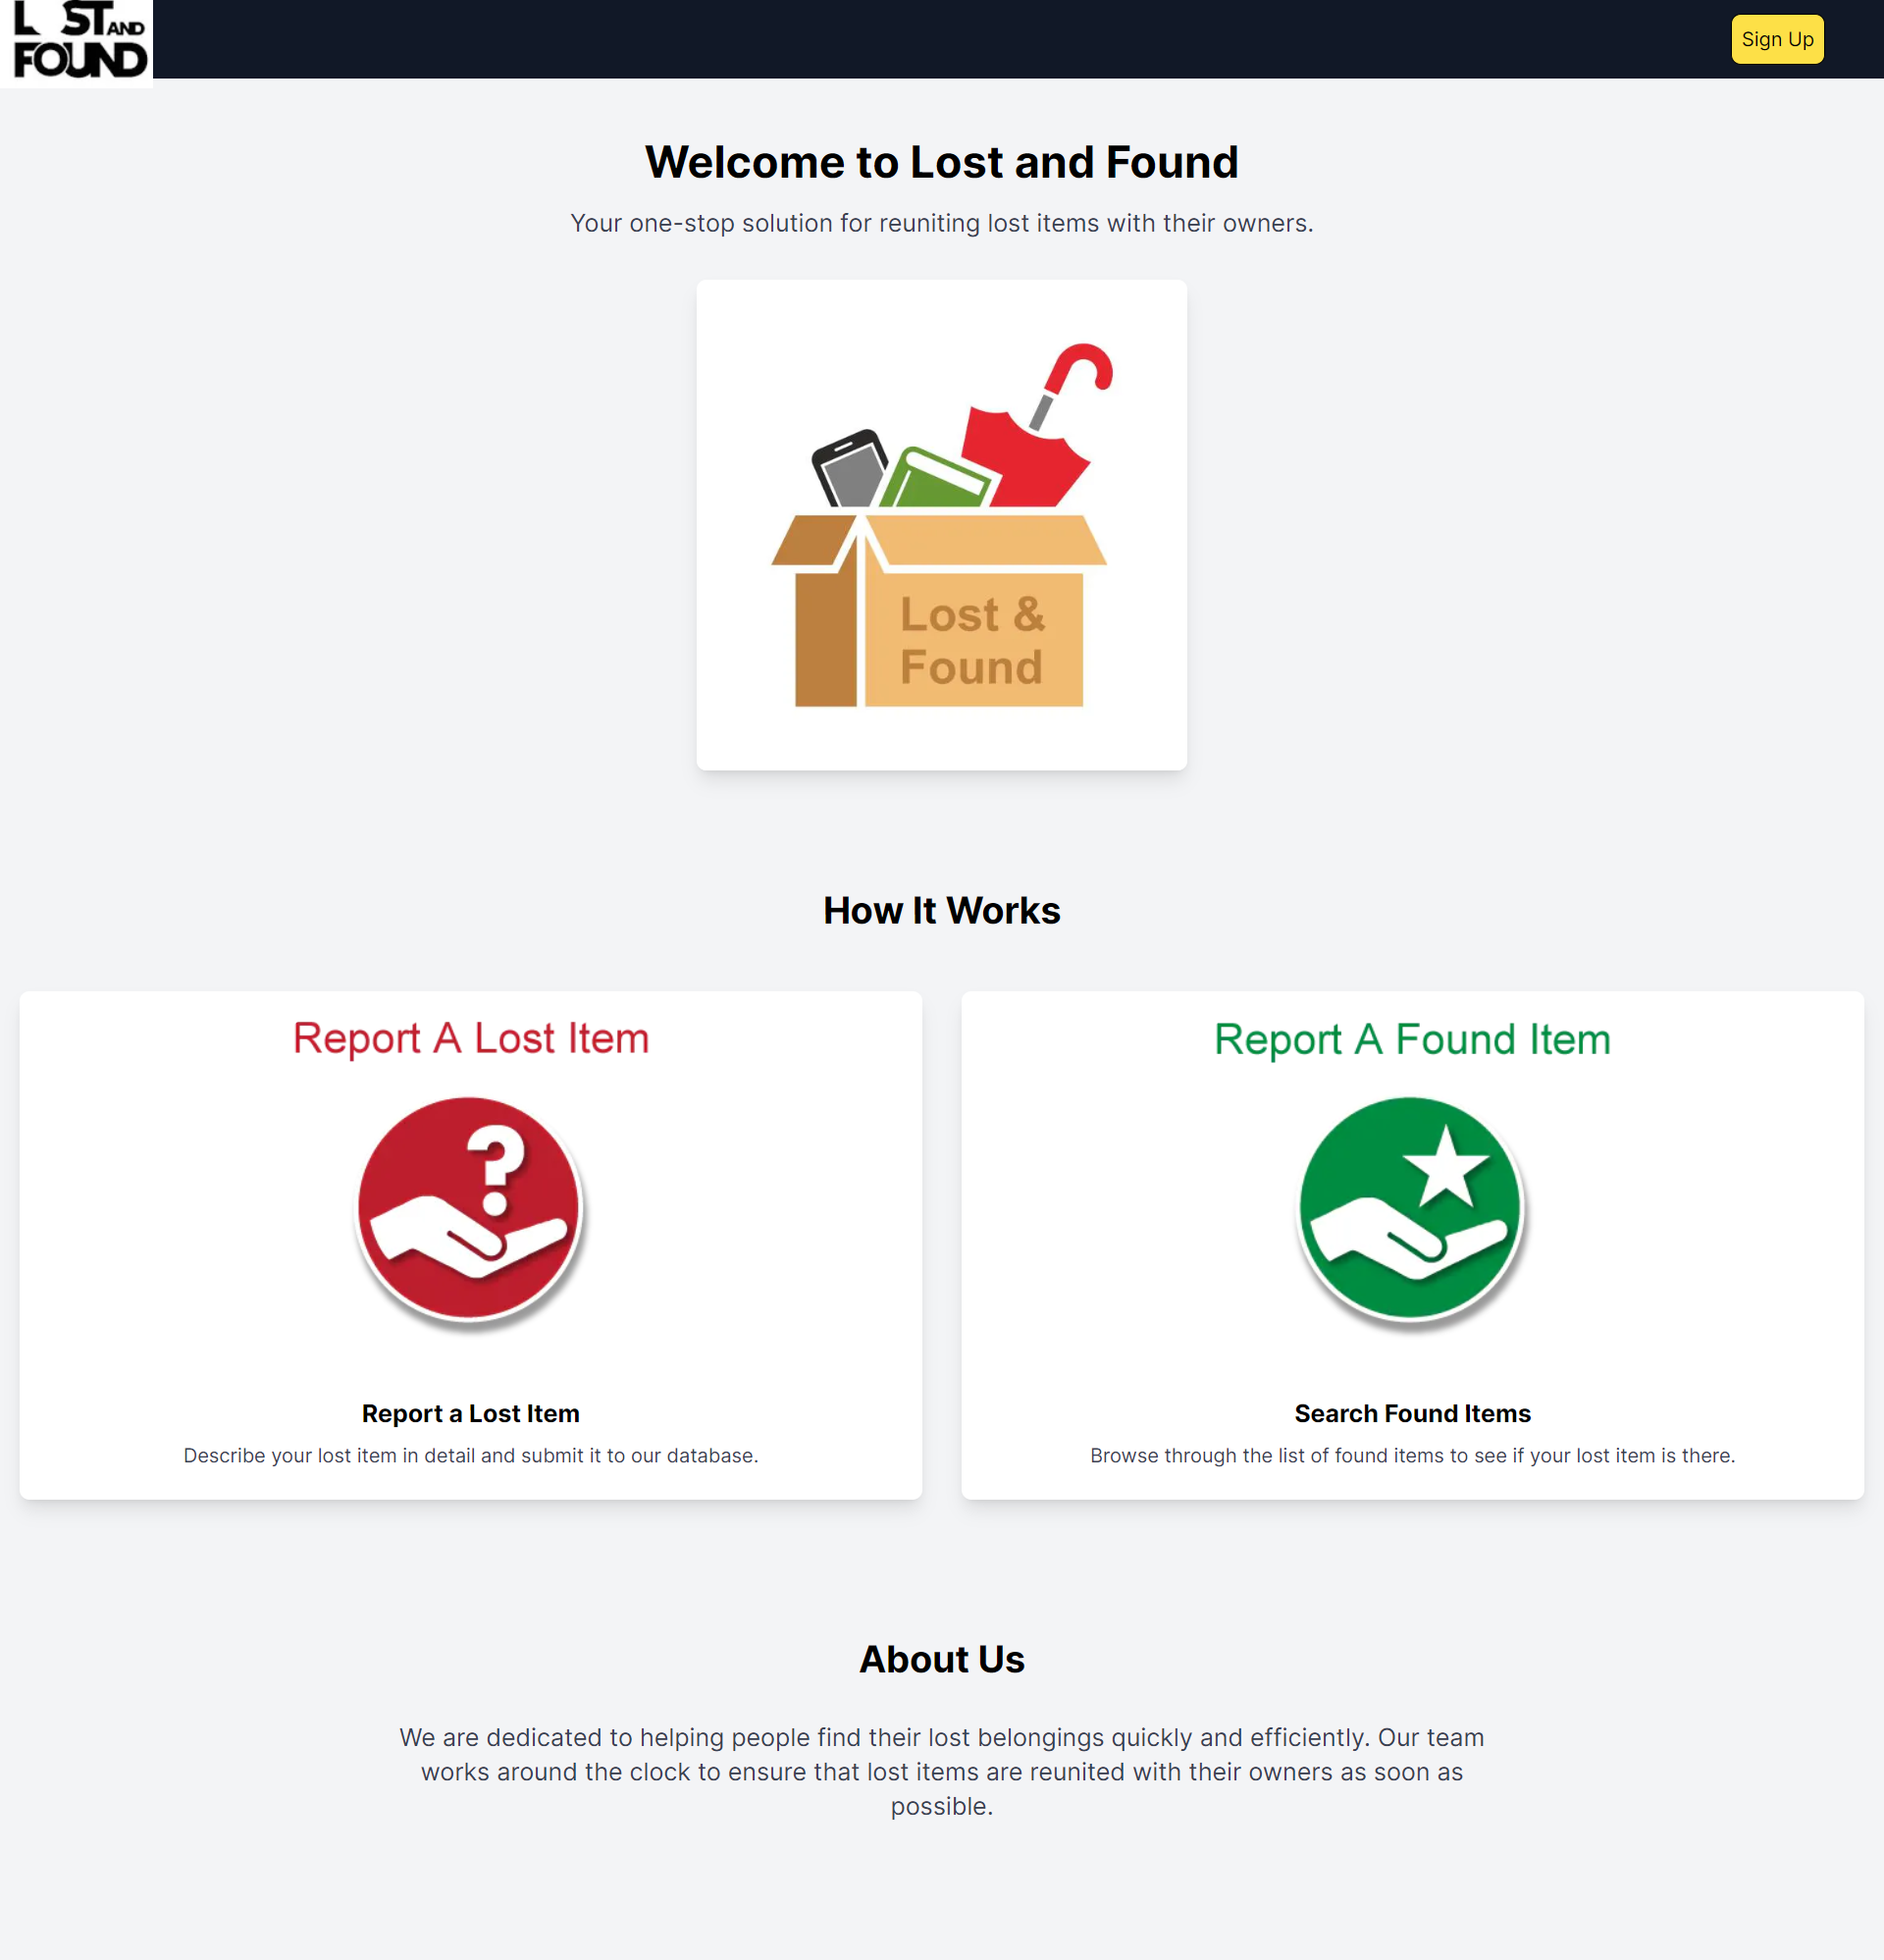 L ST AND
FOUND
Sign Up
Welcome to Lost and Found
Your one-stop solution for reuniting lost items with their owners.
Lost &
Found
How It Works
Report A Lost Item
Report a Lost Item
Describe your lost item in detail and submit it to our database.
Report A Found Item
Search Found Items
Browse through the list of found items to see if your lost item is there.
About Us
We are dedicated to helping people find their lost belongings quickly and efficiently. Our team
works around the clock to ensure that lost items are reunited with their owners as soon as
possible.